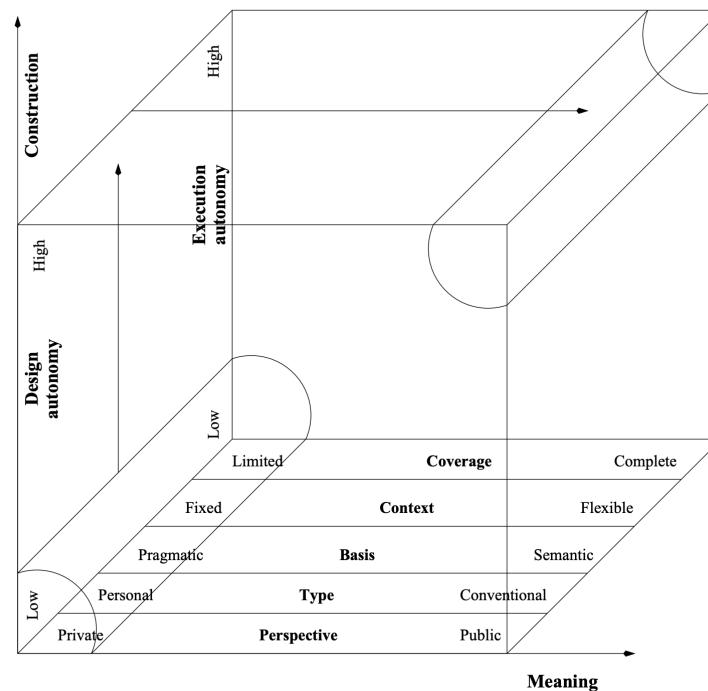 Construction
High
Execution
autonomy
High
Design
autonomy
Low
Limited Coverage Complete
Fixed Context Flexible
Pragmatic Basis Semantic
Personal Type Conventional
Low
Private Perspective Public
Meaning